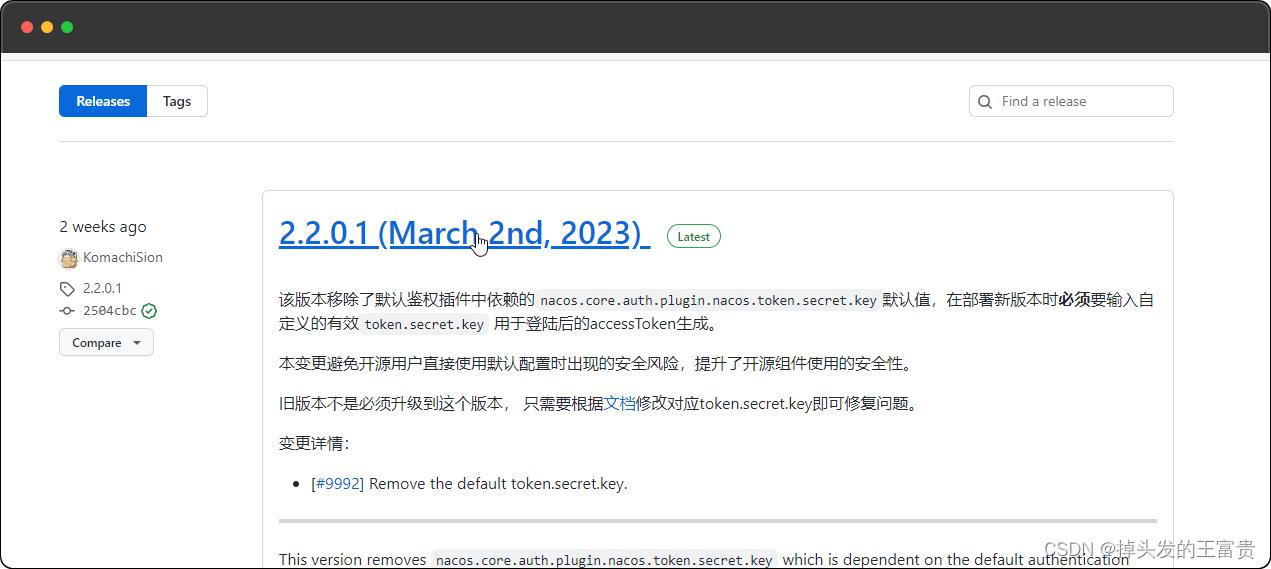 Releases
Tags
Find a release
2 weeks ago
KomachiSion
2.2.0.1
2504cbc
Compare
2.2.0.1 (March 2nd, 2023)
Latest
该版本移除了默认鉴权插件中依赖的 nacos.core.auth.plugin.nacos.token.secret.key 默认值，在部署新版本时必须要输入自
定义的有效 token.secret.key 用于登陆后的accessToken生成。
本变更避免开源用户直接使用默认配置时出现的安全风险，提升了开源组件使用的安全性。
旧版本不是必须升级到这个版本， 只需要根据文档修改对应token.secret.key即可修复问题。
变更详情：
[#9992] Remove the default token.secret.key.
This version removes nacos.core.auth.plugin.nacos.token.secret.key which is dependent on the default authentication
CSDN @掉头发的王富贵